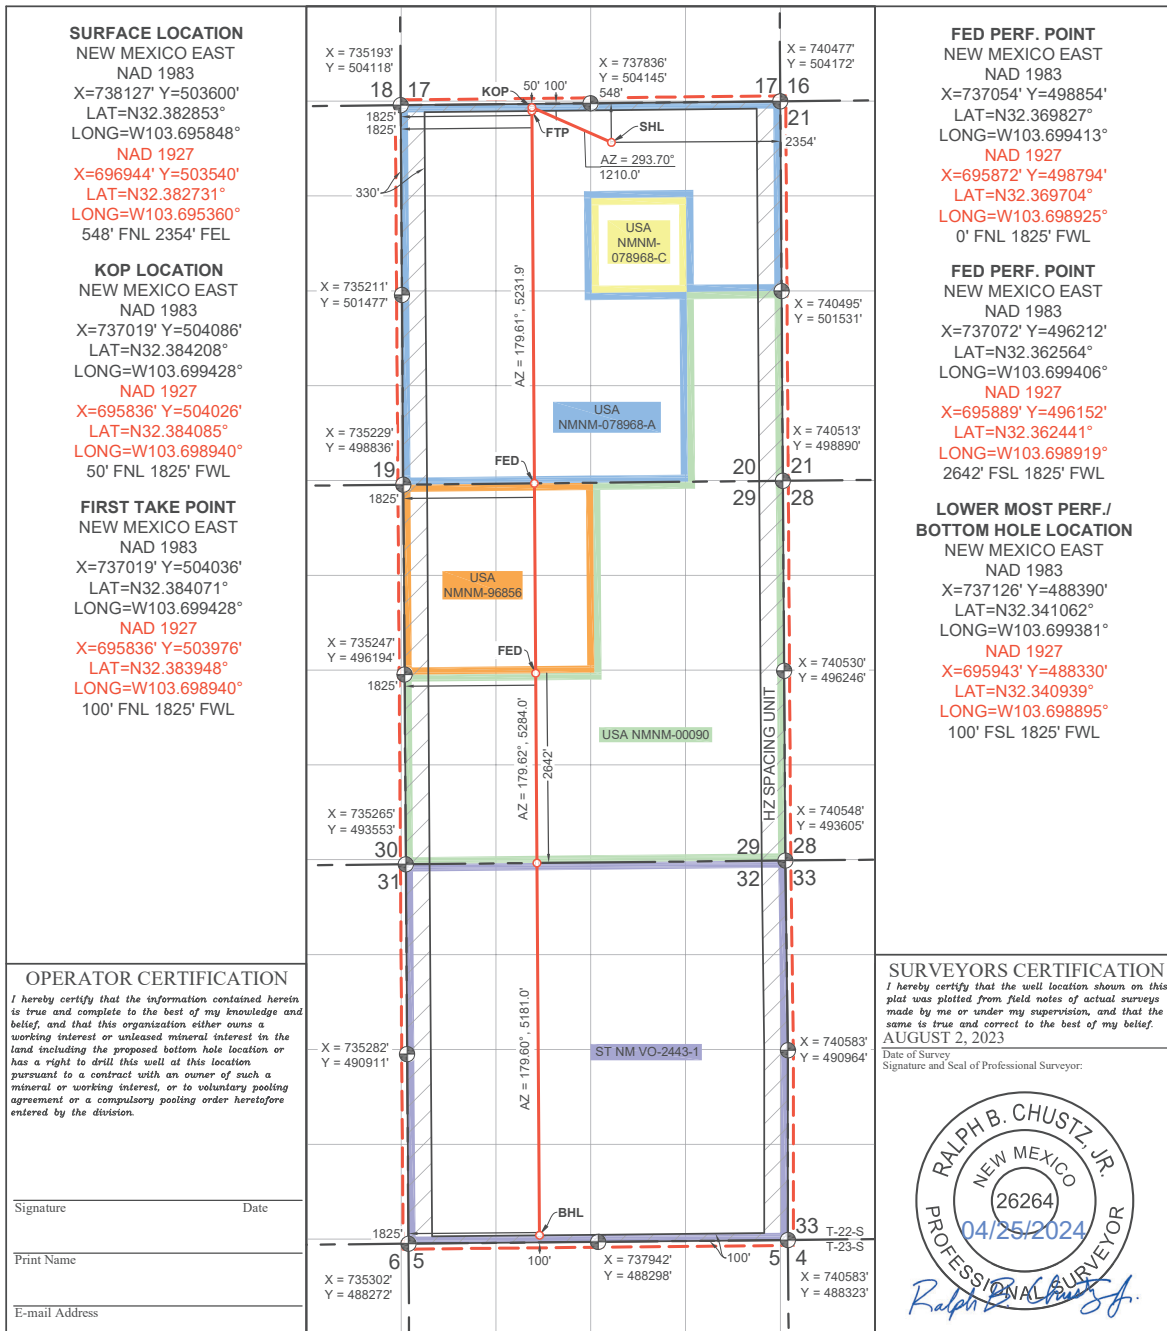 SURFACE LOCATION
NEW MEXICO EAST
NAD 1983
X=738127' Y=503600'
LAT=N32.382853°
LONG=W103.695848°
NAD 1927
X=696944' Y=503540'
LAT=N32.382731°
LONG=W103.695360°
548' FNL 2354' FEL
KOP LOCATION
NEW MEXICO EAST
NAD 1983
X=737019' Y=504086'
LAT=N32.384208°
LONG=W103.699428°
NAD 1927
X=695836' Y=504026'
LAT=N32.384085°
LONG=W103.698940°
50' FNL 1825' FWL
FIRST TAKE POINT
NEW MEXICO EAST
NAD 1983
X=737019' Y=504036'
LAT=N32.384071°
LONG=W103.699428°
NAD 1927
X=695836' Y=503976'
LAT=N32.383948°
LONG=W103.698940°
100' FNL 1825' FWL
OPERATOR CERTIFICATION
I hereby certify that the information contained herein
is true and complete to the best of my knowledge and
belief, and that this organization either owns a
working interest or unleased mineral interest in the
land including the proposed bottom hole location or
has a right to drill this well at this location
pursuant to a contract with an owner of such a
mineral or working interest, or to voluntary pooling
agreement or a compulsory pooling order heretofore
entered by the division.
Signature Date
Print Name
E-mail Address
X = 735193'
Y = 504118'
X = 737836'
Y = 504145'
X = 740477'
Y = 504172'
18 17
17 16
21
KOP
50' 100'
548'
1825'
1825'
FTP
SHL
2354'
AZ = 293.70°
1210.0'
330'
USA
NMNM-
078968-C
X = 735211'
Y = 501477'
X = 740495'
Y = 501531'
AZ = 179.61°, 5231.9'
USA
NMNM-078968-A
X = 735229'
Y = 498836'
X = 740513'
Y = 498890'
19
FED
20 21
29 28
1825'
USA
NMNM-96856
X = 735247'
Y = 496194'
FED
X = 740530'
Y = 496246'
1825'
AZ = 179.62°, 5284.0'
2642'
USA NMNM-00090
HZ SPACING UNIT
X = 735265'
Y = 493553'
X = 740548'
Y = 493605'
30
29 28
31
32 33
X = 735282'
Y = 490911'
AZ = 179.60°, 5181.0'
ST NM VO-2443-1
X = 740583'
Y = 490964'
BHL
1825'
33 T-22-S
T-23-S
6 5
100'
100'
5 4
X = 735302'
Y = 488272'
X = 737942'
Y = 488298'
X = 740583'
Y = 488323'
FED PERF. POINT
NEW MEXICO EAST
NAD 1983
X=737054' Y=498854'
LAT=N32.369827°
LONG=W103.699413°
NAD 1927
X=695872' Y=498794'
LAT=N32.369704°
LONG=W103.698925°
0' FNL 1825' FWL
FED PERF. POINT
NEW MEXICO EAST
NAD 1983
X=737072' Y=496212'
LAT=N32.362564°
LONG=W103.699406°
NAD 1927
X=695889' Y=496152'
LAT=N32.362441°
LONG=W103.698919°
2642' FSL 1825' FWL
LOWER MOST PERF./
BOTTOM HOLE LOCATION
NEW MEXICO EAST
NAD 1983
X=737126' Y=488390'
LAT=N32.341062°
LONG=W103.699381°
NAD 1927
X=695943' Y=488330'
LAT=N32.340939°
LONG=W103.698895°
100' FSL 1825' FWL
SURVEYORS CERTIFICATION
I hereby certify that the well location shown on this
plat was plotted from field notes of actual surveys
made by me or under my supervision, and that the
same is true and correct to the best of my belief.
AUGUST 2, 2023
Date of Survey
Signature and Seal of Professional Surveyor:
RALPH B. CHUSTZ, JR.
NEW MEXICO
26264
04/25/2024
PROFESSIONAL SURVEYOR
Ralph B. Chustz Jr.